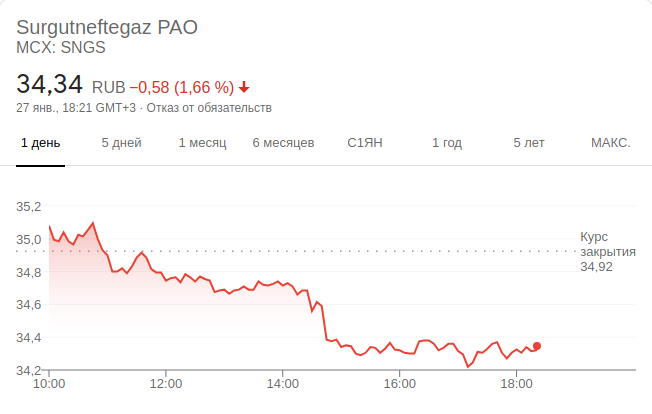 Surgutneftegaz PAO
MCX: SNGS
34,34 RUB −0,58 (1,66 %)
27 янв., 18:21 GMT+3 · Отказ от обязательств
1 день 5 дней 1 месяц 6 месяцев С1ЯН 1 год 5 лет МАКС.
35,2
35,0
34,8
34,6
34,4
34,2
Курс
закрытия
34,92
10:00 12:00 14:00 16:00 18:00